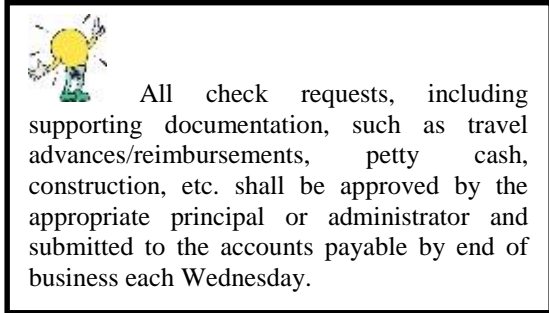 All check requests, including
supporting documentation, such as travel
advances/reimbursements, petty cash,
construction, etc. shall be approved by the
appropriate principal or administrator and
submitted to the accounts payable by end of
business each Wednesday.